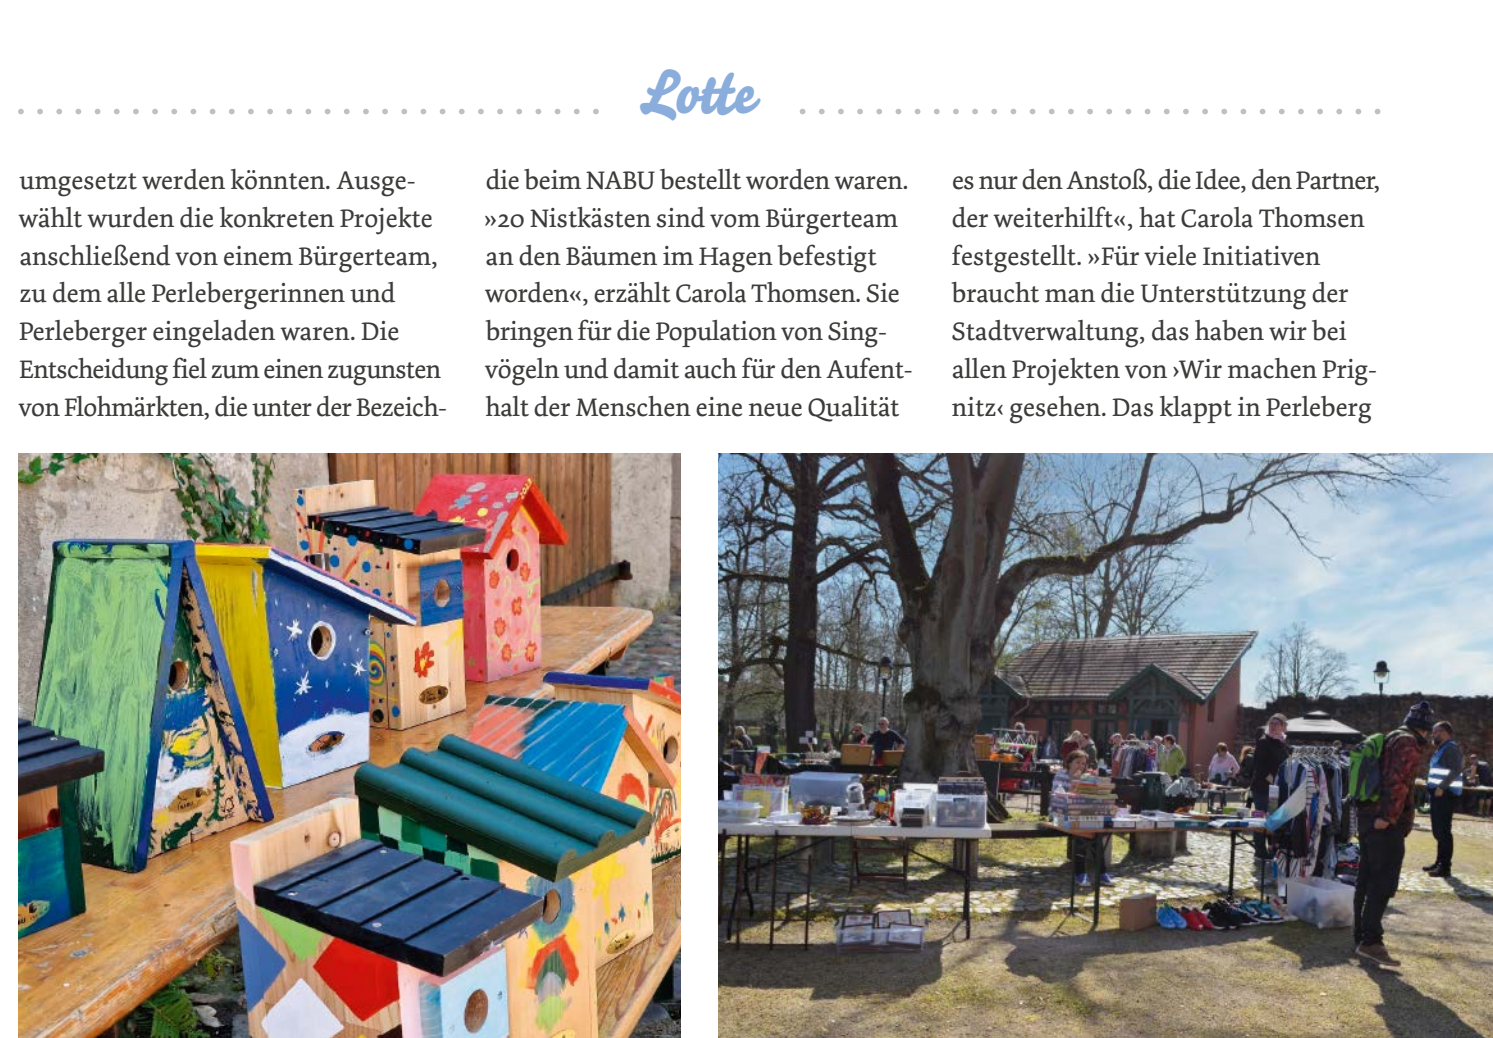 Lotte
umgesetzt werden könnten. Ausge-
wählt wurden die konkreten Projekte
anschließend von einem Bürgerteam,
zu dem alle Perlebergerinnen und
Perleberger eingeladen waren. Die
Entscheidung fiel zum einen zugunsten
von Flohmärkten, die unter der Bezeich-
die beim NABU bestellt worden waren.
»20 Nistkästen sind vom Bürgerteam
an den Bäumen im Hagen befestigt
worden«, erzählt Carola Thomsen. Sie
bringen für die Population von Sing-
vögeln und damit auch für den Aufent-
halt der Menschen eine neue Qualität
es nur den Anstoß, die Idee, den Partner,
der weiterhilft«, hat Carola Thomsen
festgestellt. »Für viele Initiativen
braucht man die Unterstützung der
Stadtverwaltung, das haben wir bei
allen Projekten von ›Wir machen Prig-
nitz‹ gesehen. Das klappt in Perleberg